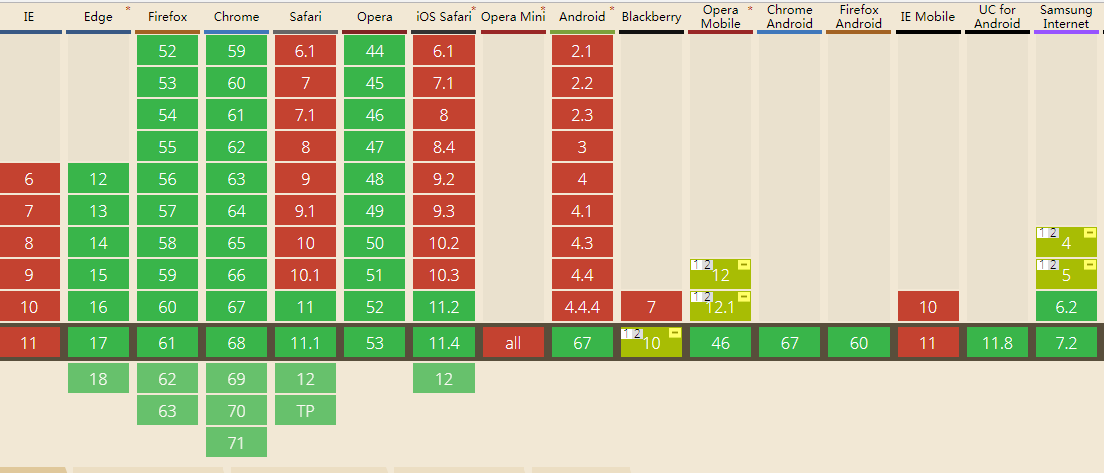 IE Edge * Firefox Chrome Safari Opera iOS Safari * Opera Mini * Android * Blackberry Opera Mobile * Chrome Android Firefox Android IE Mobile UC for Android Samsung Internet
52 59 6.1 44 6.1 2.1
53 60 7 45 7.1 2.2
54 61 7.1 46 8 2.3
55 62 8 47 8.4 3
6 12 56 63 9 48 9.2 4
7 13 57 64 9.1 49 9.3 4.1
8 14 58 65 10 50 10.2 4.3 1 2 4 -
9 15 59 66 10.1 51 10.3 4.4 1 2 12 - 1 2 5 -
10 16 60 67 11 52 11.2 4.4.4 7 1 2 12.1 - 10 6.2
11 17 61 68 11.1 53 11.4 all 67 1 2 10 - 46 67 60 11 11.8 7.2
18 62 69 12 12
63 70 TP
71